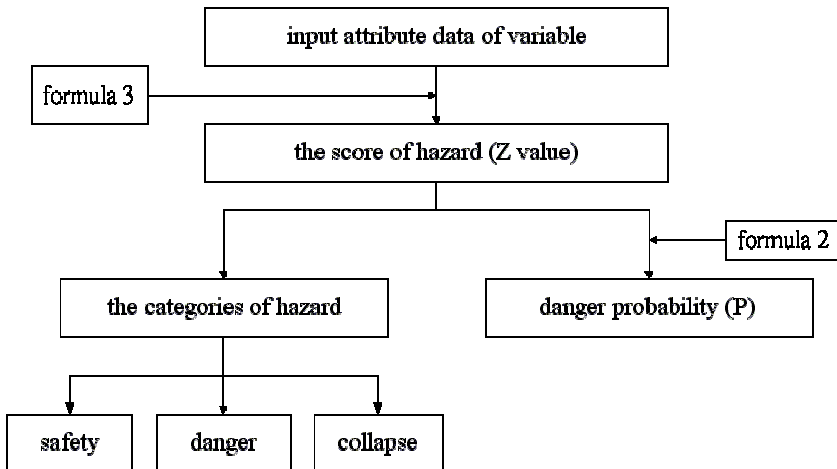 input attribute data of variable
formula 3
the score of hazard (Z value)
formula 2
the categories of hazard
danger probability (P)
safety
danger
collapse